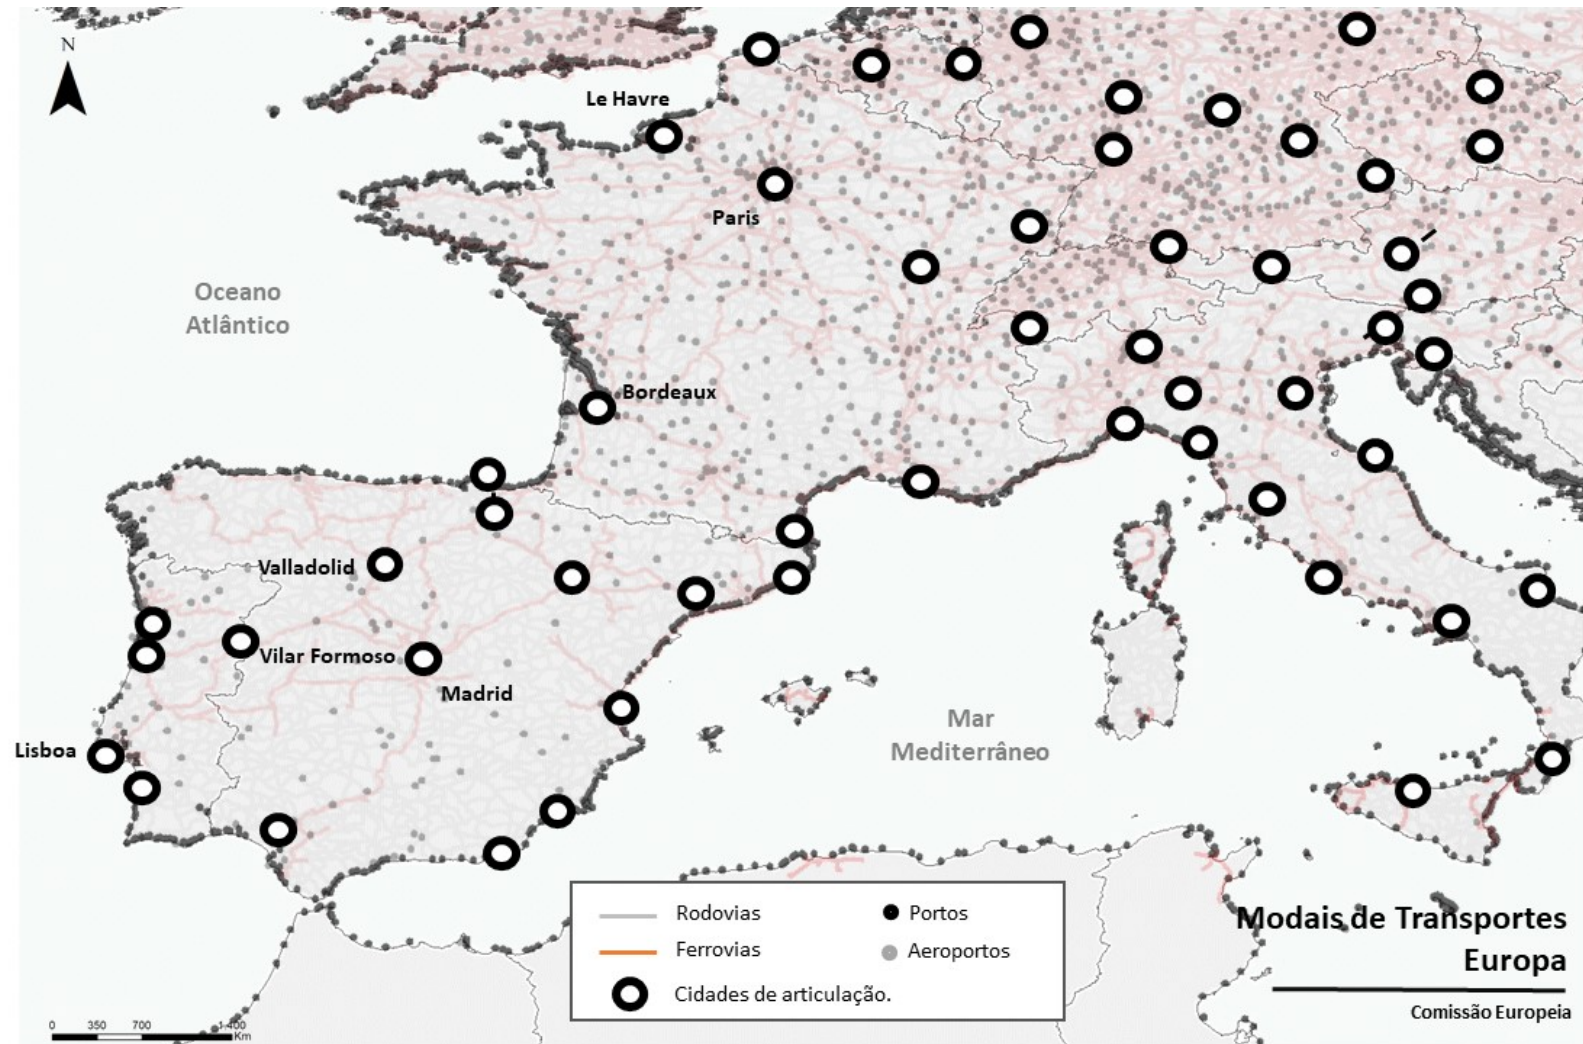 N
Le Havre
Paris
Oceano
Atlântico
Bordeaux
Valladolid
Vilar Formoso
Madrid
Lisboa
Mar
Mediterrâneo
Rodovias
Portos
Ferrovias
Aeroportos
Cidades de articulação.
Modais de Transportes
Europa
Comissão Europeia
0 350 700 1.400
Km